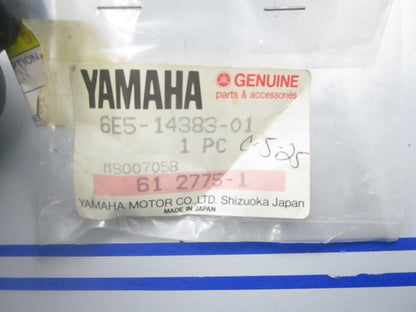 PTION
YAMAHA
GENUINE
parts & accessories
6E5-14383-01
1 PC
M800705B
61 2775-1
YAMAHA MOTOR CO.,LTD. Shizuoka Japan
MADE IN JAPAN